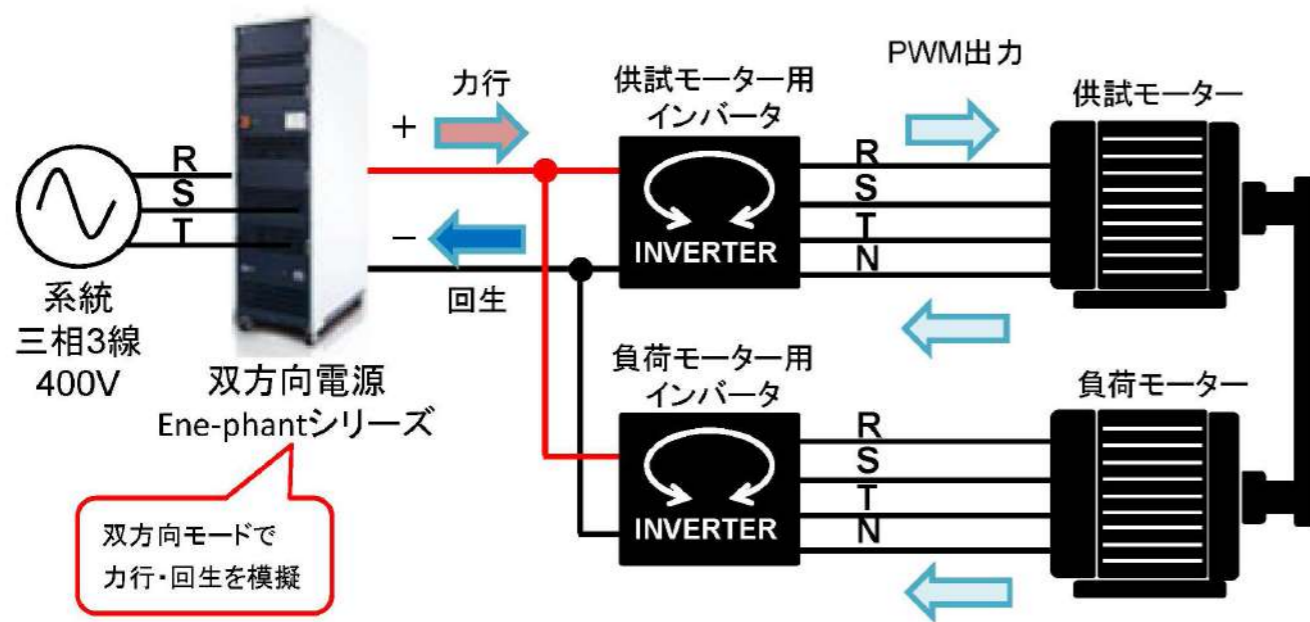 R
S
T
系統
三相3線
400V
双方向電源
Ene-phantシリーズ
双方向モードで
力行・回生を模擬
+
力行
−
回生
供試モーター用
インバータ
INVERTER
PWM出力
R
S
T
N
供試モーター
負荷モーター用
インバータ
INVERTER
R
S
T
N
負荷モーター